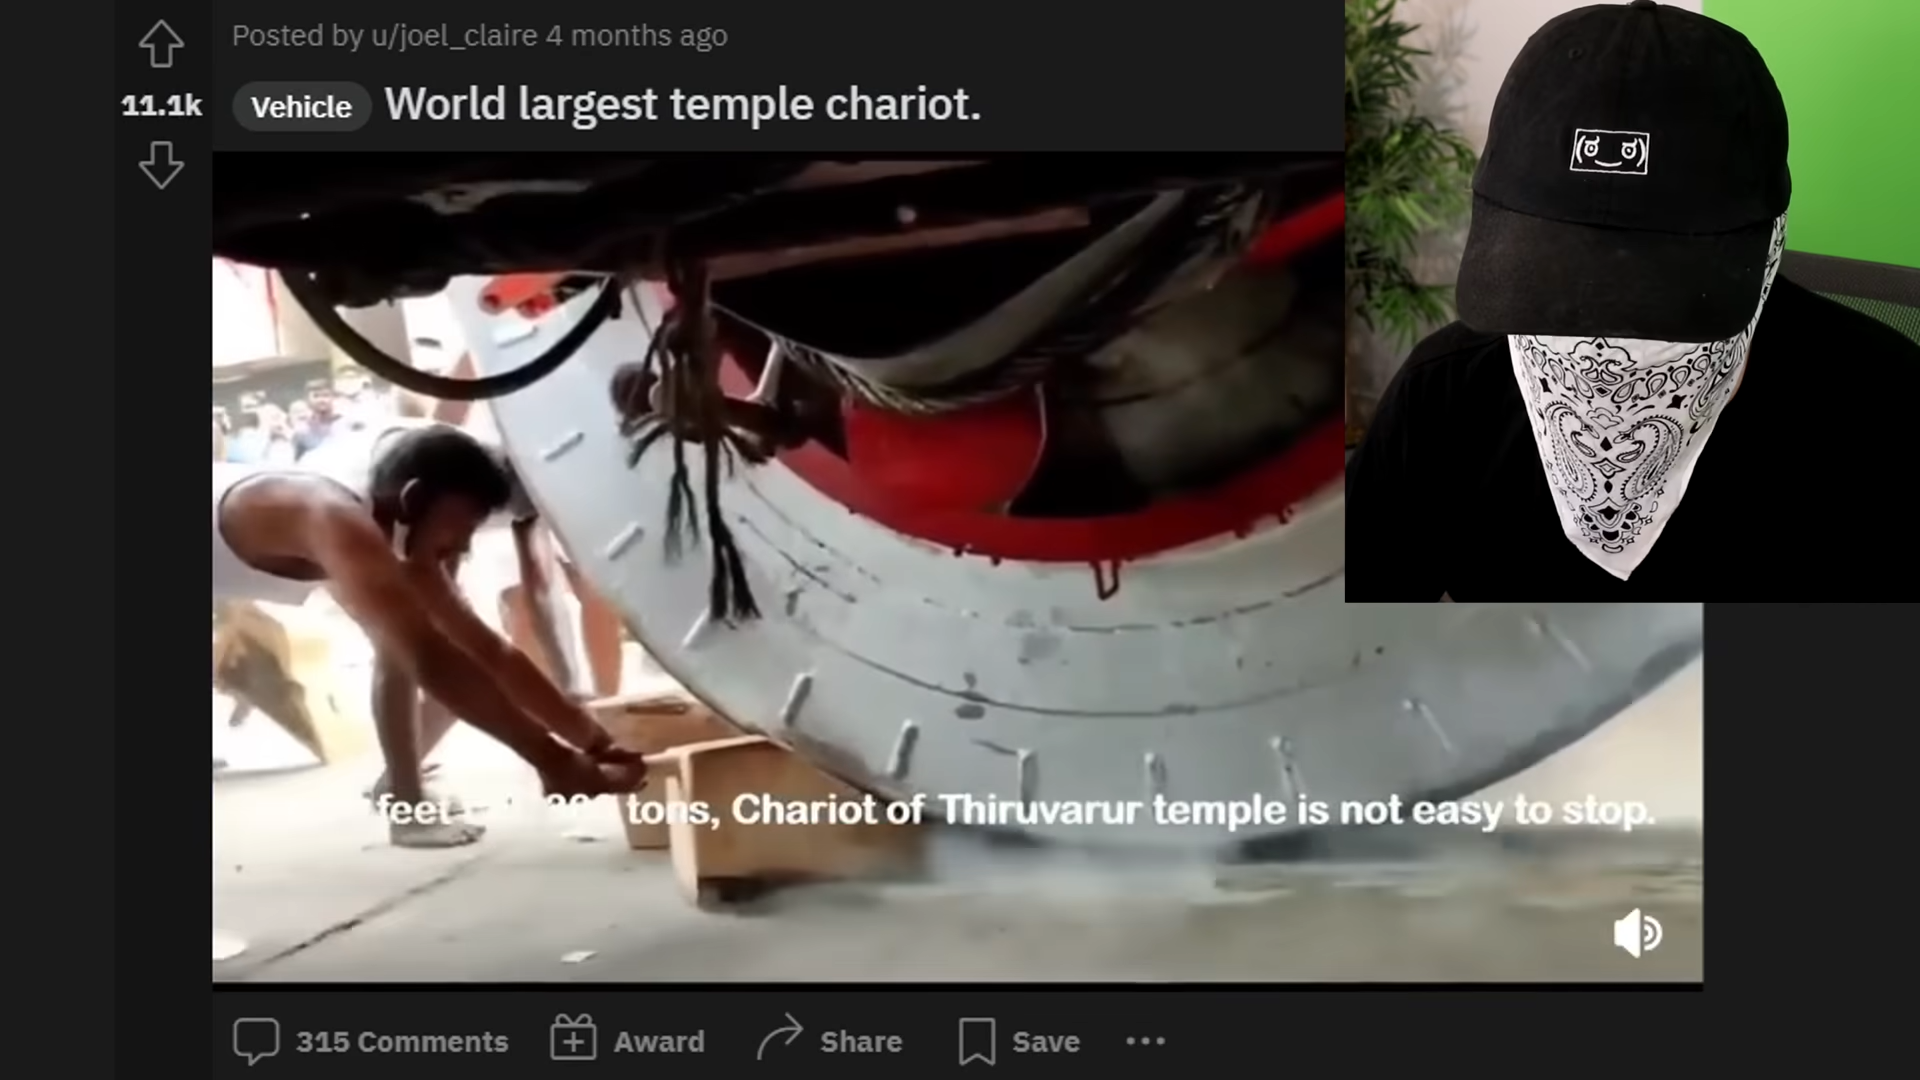 Posted by u/joel_claire 4 months ago
11.1k
Vehicle World largest temple chariot.
feet tons, Chariot of Thiruvarur temple is not easy to stop.
315 Comments Award Share Save